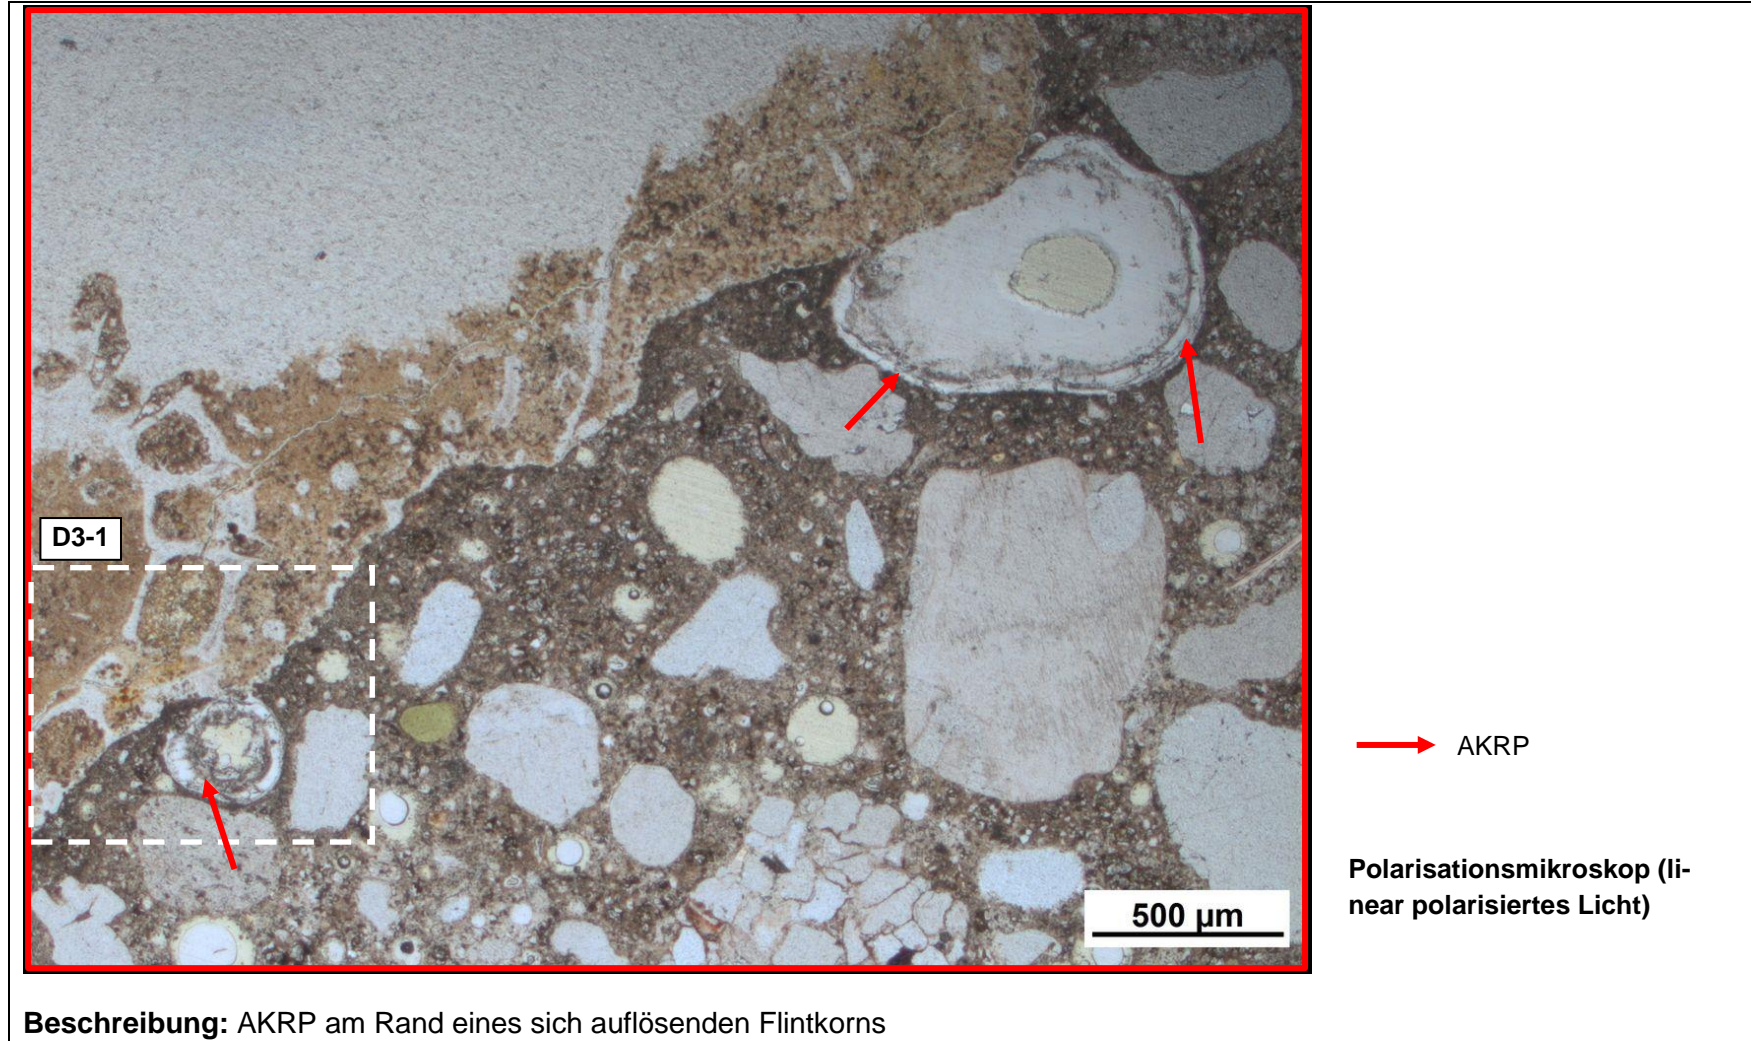 D3-1
500 µm
AKRP
Polarisationsmikroskop (li-
near polarisiertes Licht)
Beschreibung: AKRP am Rand eines sich auflösenden Flintkorns